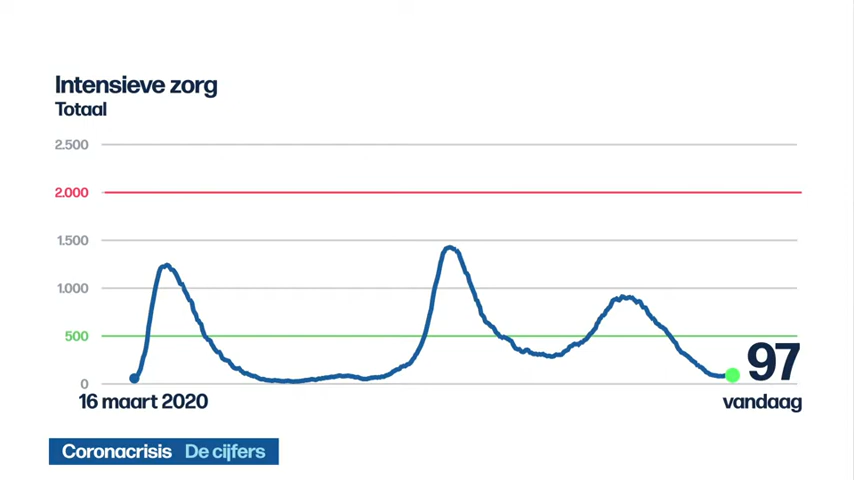 Intensieve zorg
Totaal
2.500
2.000
1.500
1.000
500
0
97
16 maart 2020
vandaag
Coronacrisis De cijfers